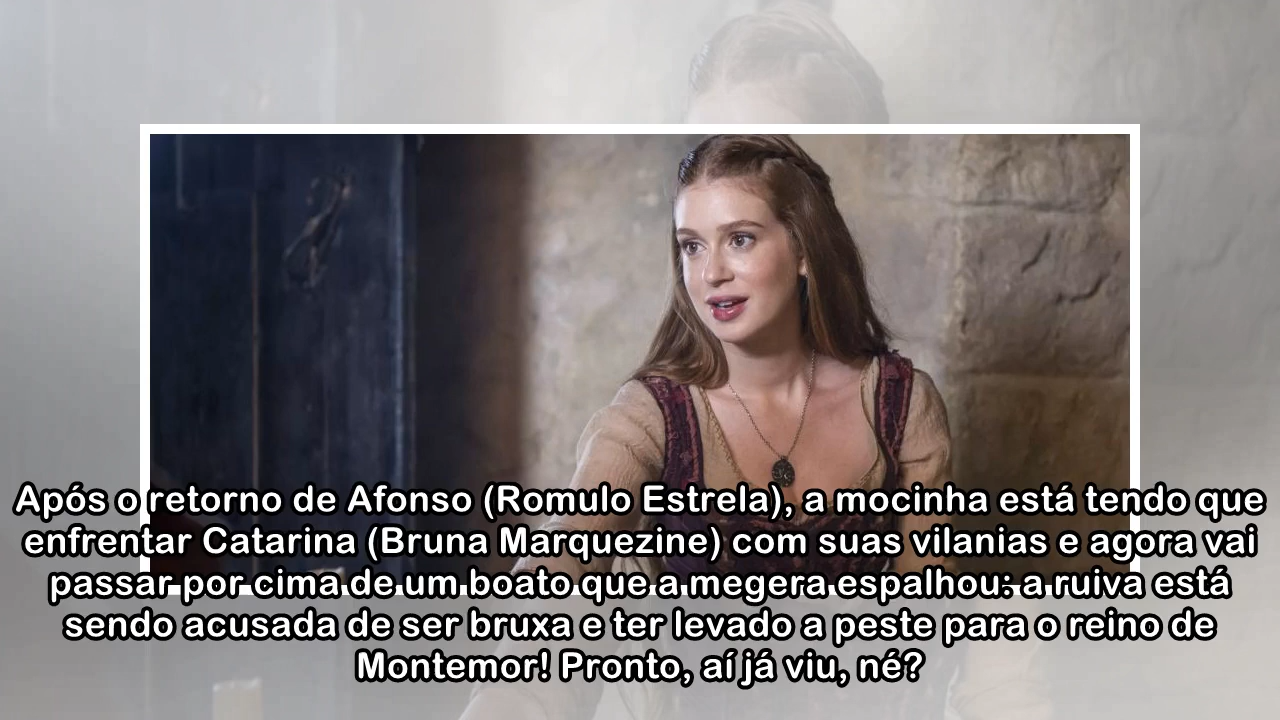 Após o retorno de Afonso (Romulo Estrela), a mocinha está tendo que
enfrentar Catarina (Bruna Marquezine) com suas vilanias e agora vai
passar por cima de um boato que a megera espalhou: a ruiva está
sendo acusada de ser bruxa e ter levado a peste para o reino de
Montemor! Pronto, aí já viu, né?